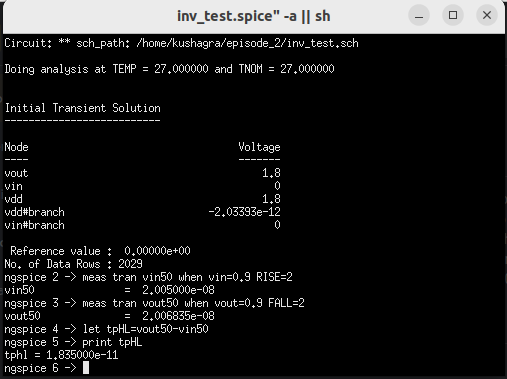 inv_test.spice" -a || sh
Circuit: ** sch_path: /home/kushagra/episode_2/inv_test.sch
Doing analysis at TEMP = 27.000000 and TNOM = 27.000000
Initial Transient Solution
--------------------------
Node Voltage
---- -------
vout 1.8
vin 0
vdd 1.8
vdd#branch -2.03393e-12
vin#branch 0
Reference value : 0.00000e+00
No. of Data Rows : 2029
ngspice 2 -> meas tran vin50 when vin=0.9 RISE=2
vin50 = 2.005000e-08
ngspice 3 -> meas tran vout50 when vout=0.9 FALL=2
vout50 = 2.006835e-08
ngspice 4 -> let tpHL=vout50-vin50
ngspice 5 -> print tpHL
tphl = 1.835000e-11
ngspice 6 ->